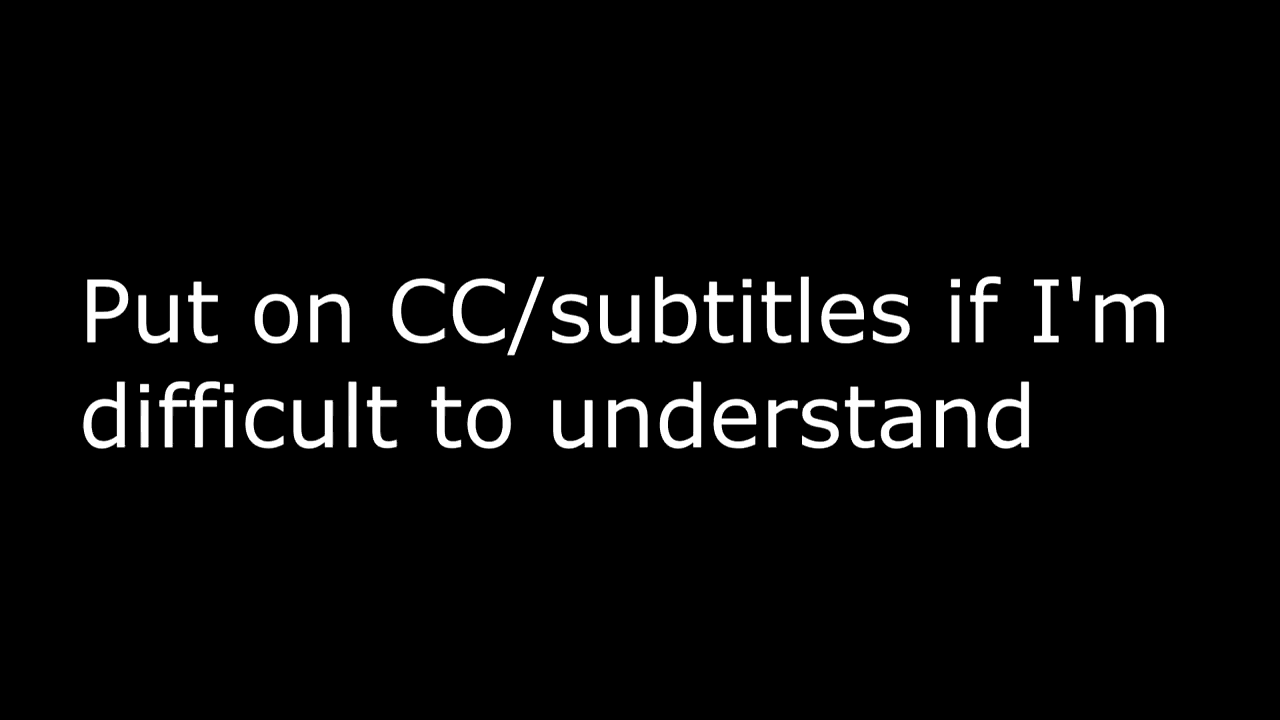 Put on CC/subtitles if I'm
difficult to understand